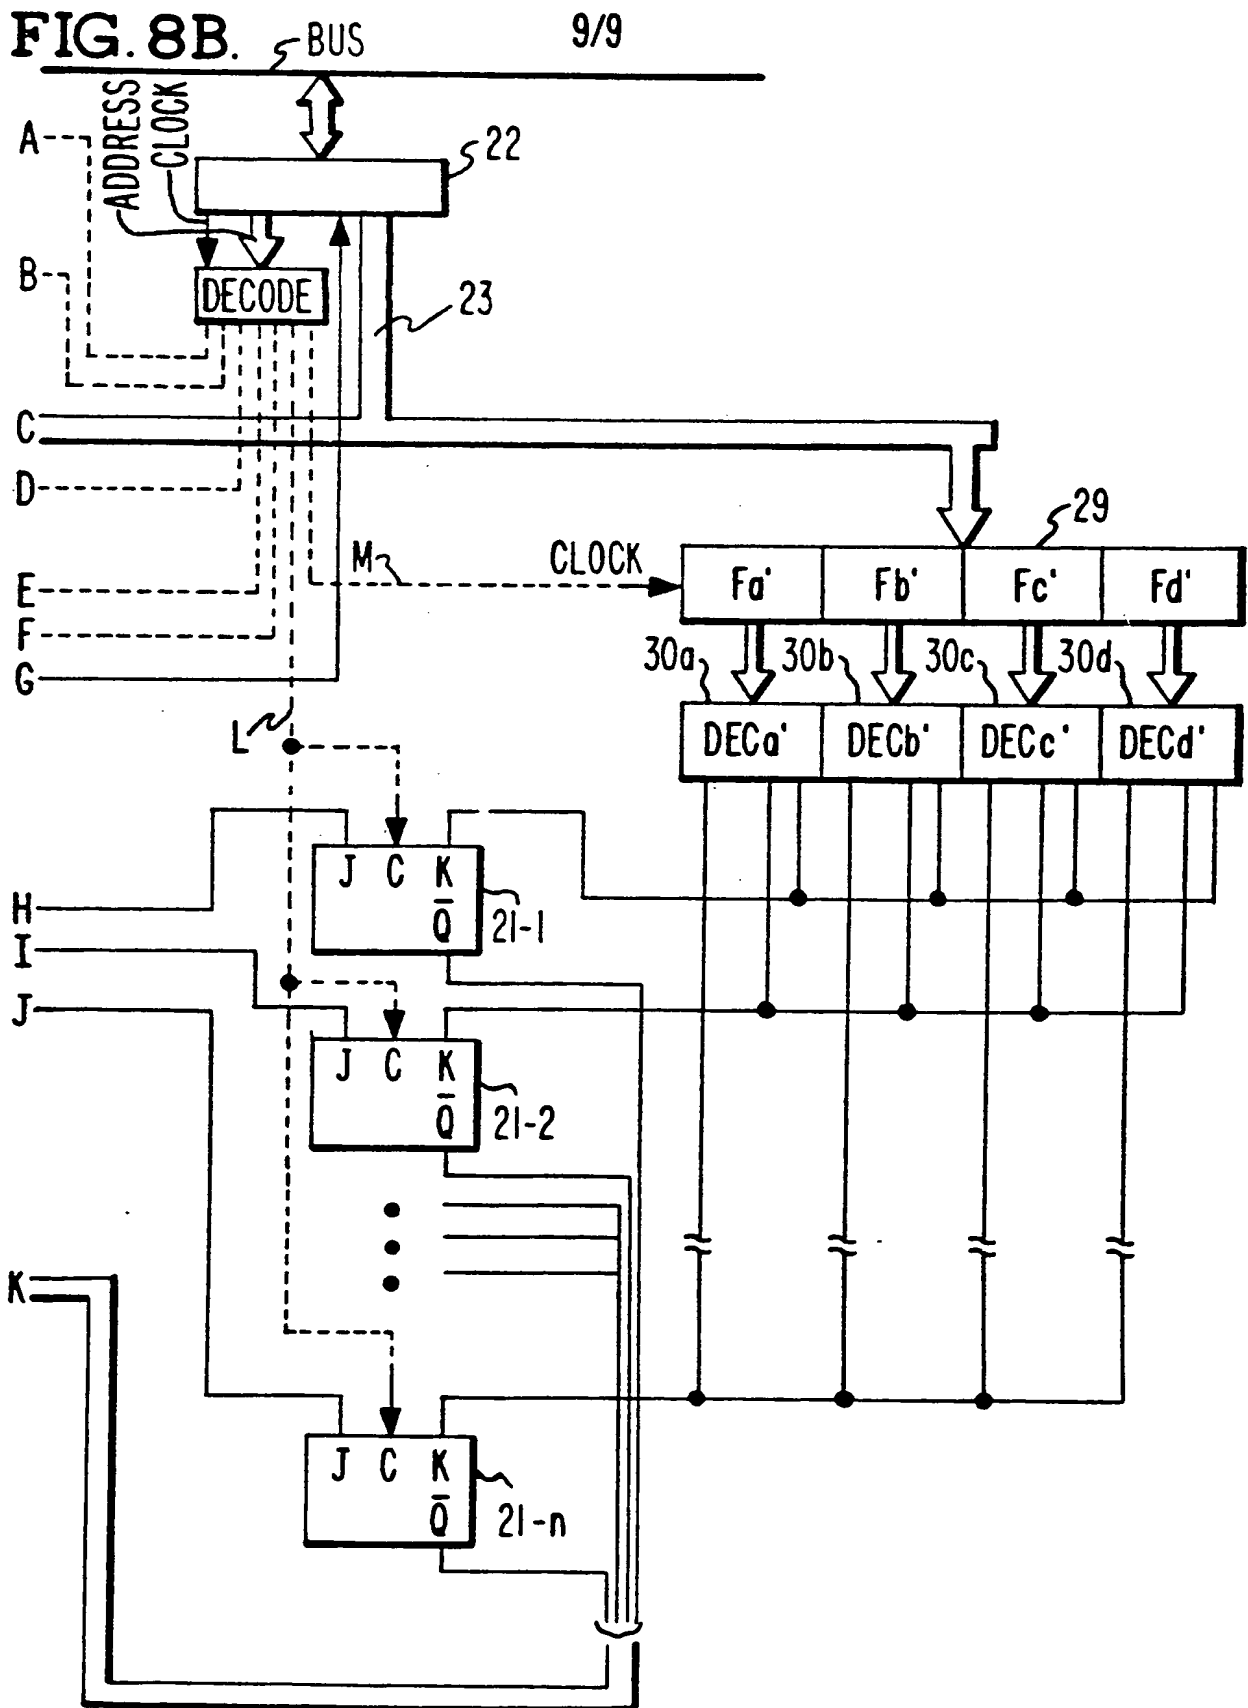 FIG. 8B.
BUS
9/9
ADDRESS
CLOCK
A
22
B
DECODE
23
C
D
29
E
M
CLOCK
Fa' Fb' Fc' Fd'
F
G
30a 30b 30c 30d
L
DECa' DECb' DECc' DECd'
J C K
Q̅
21-1
H
I
J
J C K
Q̅
21-2
K
J C K
Q̅
21-n